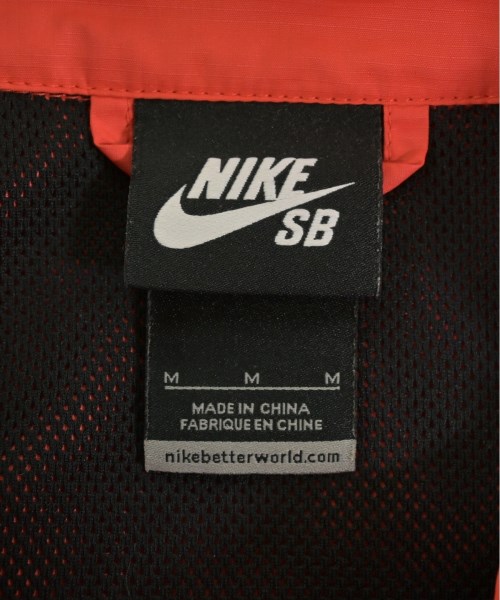 NIKE
SB
M M M
MADE IN CHINA
FABRIQUE EN CHINE
nikebetterworld.com